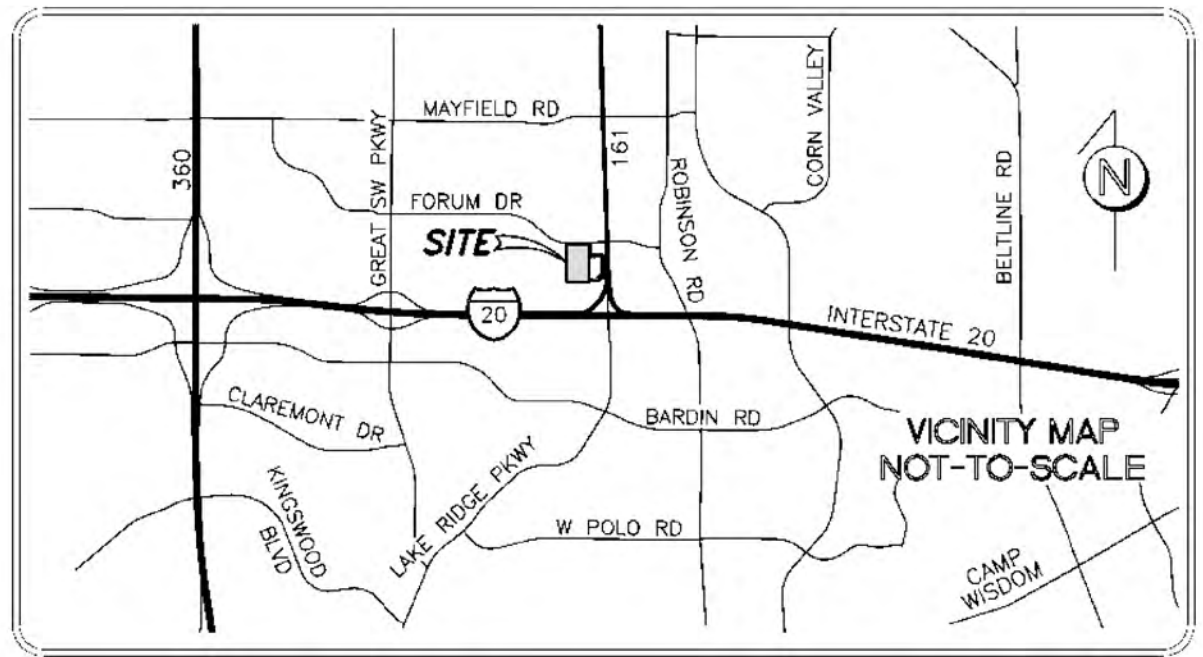 MAYFIELD RD
360
GREAT SW PKWY
161
ROBINSON RD
CORN VALLEY
BELTLINE RD
N
FORUM DR
SITE
20
INTERSTATE 20
CLAREMONT DR
BARDIN RD
VICINITY MAP
NOT-TO-SCALE
KINGSWOOD
BLVD
LAKE RIDGE PKWY
W POLO RD
CAMP
WISDOM